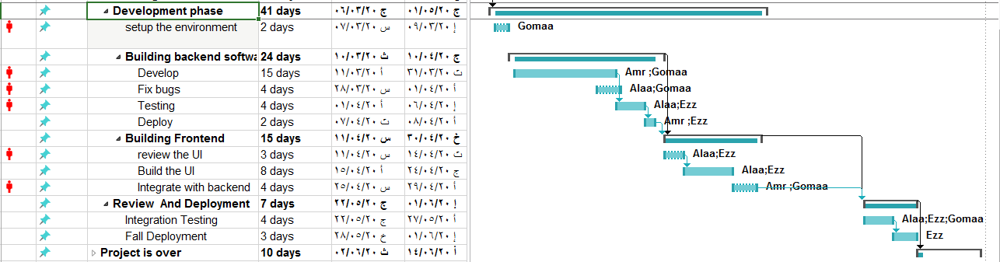 Development phase 41 days ج ٠٦/٠٣/٢٠ ج ٠١/٠٥/٢٠
setup the environment 2 days س ٠٧/٠٣/٢٠ إ ٠٩/٠٣/٢٠ Gomaa
Building backend softwa 24 days ث ١٠/٠٣/٢٠ ج ١٠/٠٤/٢٠
Develop 15 days أ ١١/٠٣/٢٠ ث ٣١/٠٣/٢٠ Amr ;Gomaa
Fix bugs 4 days س ٢٨/٠٣/٢٠ أ ٠١/٠٤/٢٠ Alaa;Gomaa
Testing 4 days أ ٠١/٠٤/٢٠ إ ٠٦/٠٤/٢٠ Alaa;Ezz
Deploy 2 days ث ٠٧/٠٤/٢٠ أ ٠٨/٠٤/٢٠ Amr ;Ezz
Building Frontend 15 days س ١١/٠٤/٢٠ خ ٣٠/٠٤/٢٠
review the UI 3 days س ١١/٠٤/٢٠ ث ١٤/٠٤/٢٠ Alaa;Ezz
Build the UI 8 days أ ١٥/٠٤/٢٠ ج ٢٤/٠٤/٢٠ Alaa;Ezz
Integrate with backend 4 days س ٢٥/٠٤/٢٠ أ ٢٩/٠٤/٢٠ Amr ;Gomaa
Review And Deployment 7 days ج ٢٢/٠٥/٢٠ إ ٠١/٠٦/٢٠
Integration Testing 4 days ج ٢٢/٠٥/٢٠ أ ٢٧/٠٥/٢٠ Alaa;Ezz;Gomaa
Fall Deployment 3 days خ ٢٨/٠٥/٢٠ إ ٠١/٠٦/٢٠ Ezz
Project is over 10 days ث ٠٢/٠٦/٢٠ أ ١٤/٠٦/٢٠